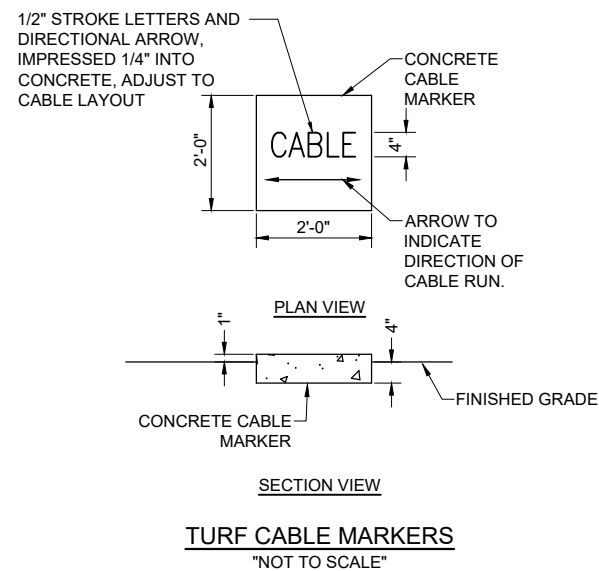 1/2" STROKE LETTERS AND
DIRECTIONAL ARROW,
IMPRESSED 1/4" INTO
CONCRETE, ADJUST TO
CABLE LAYOUT
CONCRETE
CABLE
MARKER
2'-0"
CABLE
4"
2'-0"
ARROW TO
INDICATE
DIRECTION OF
CABLE RUN.
PLAN VIEW
1"
4"
FINISHED GRADE
CONCRETE CABLE
MARKER
SECTION VIEW
TURF CABLE MARKERS
"NOT TO SCALE"